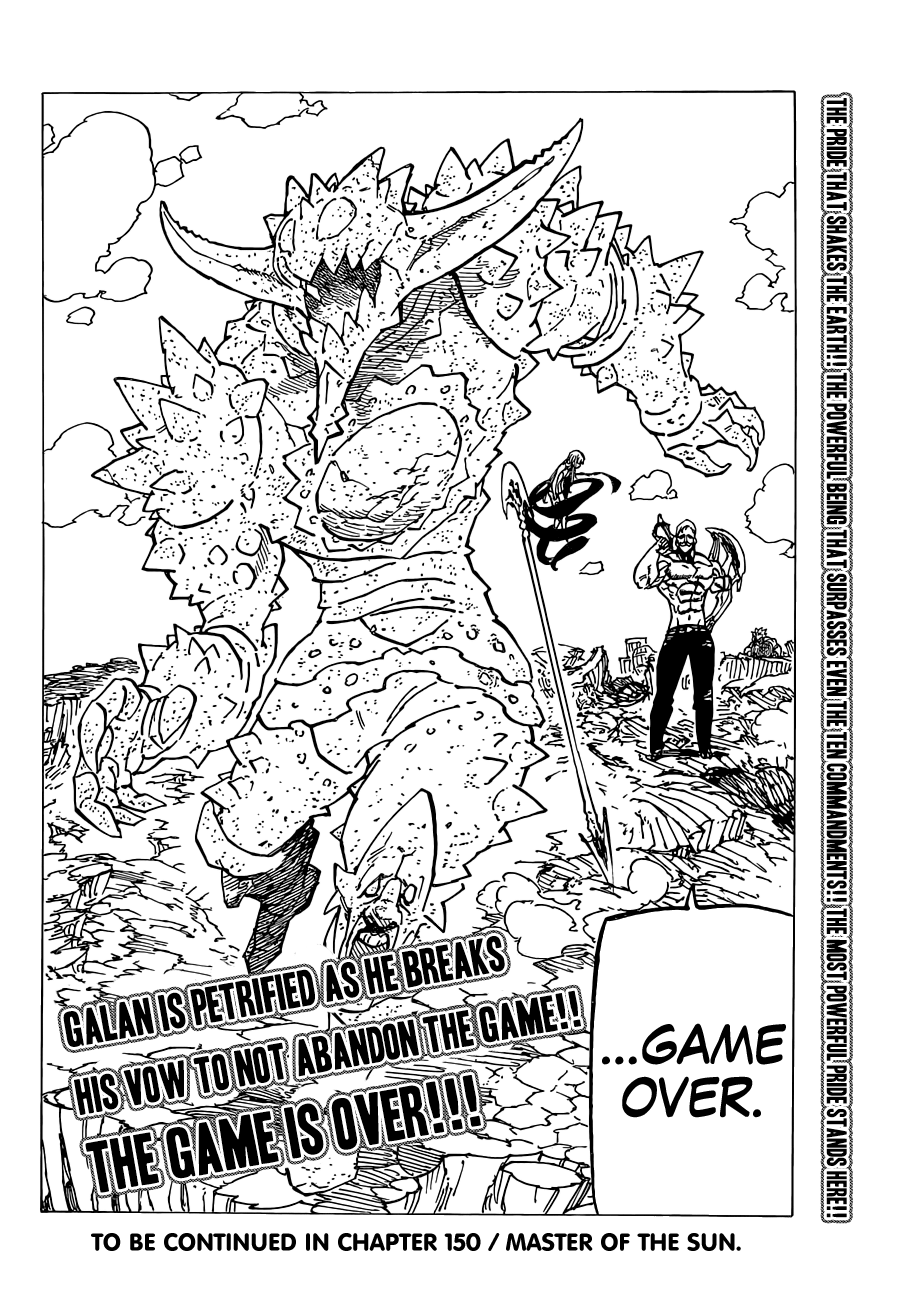 THE PRIDE THAT SHAKES THE EARTH!! THE POWERFUL BEING THAT SURPASSES EVEN THE TEN COMMANDMENTS!! THE MOST POWERFUL PRIDE STANDS HERE!!
...GAME
OVER.
GALAN IS PETRIFIED AS HE BREAKS
HIS VOW TO NOT ABANDON THE GAME!!
THE GAME IS OVER!!!
TO BE CONTINUED IN CHAPTER 150 / MASTER OF THE SUN.